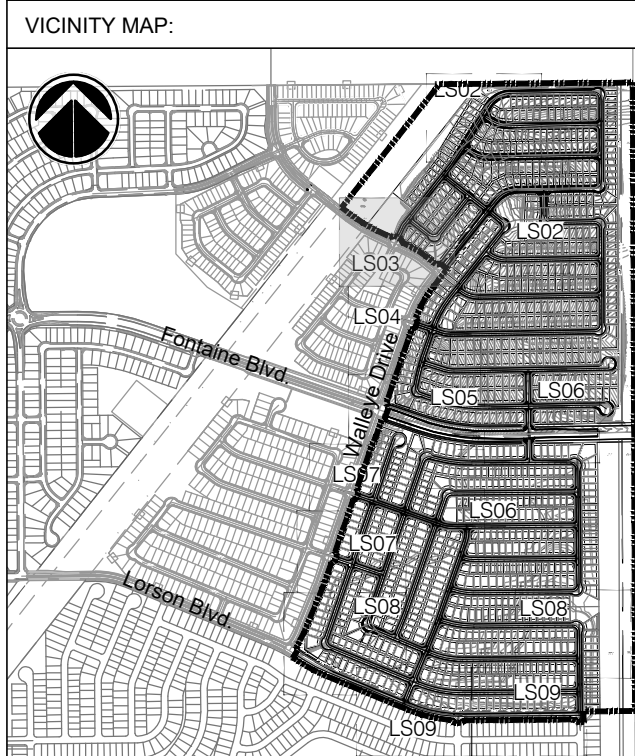 VICINITY MAP:
LS02
LS02
LS03
LS04
Fontaine Blvd.
Walleye Drive
LS05
LS06
LS07
LS06
LS07
LS08
LS08
Lorson Blvd.
LS09
LS09